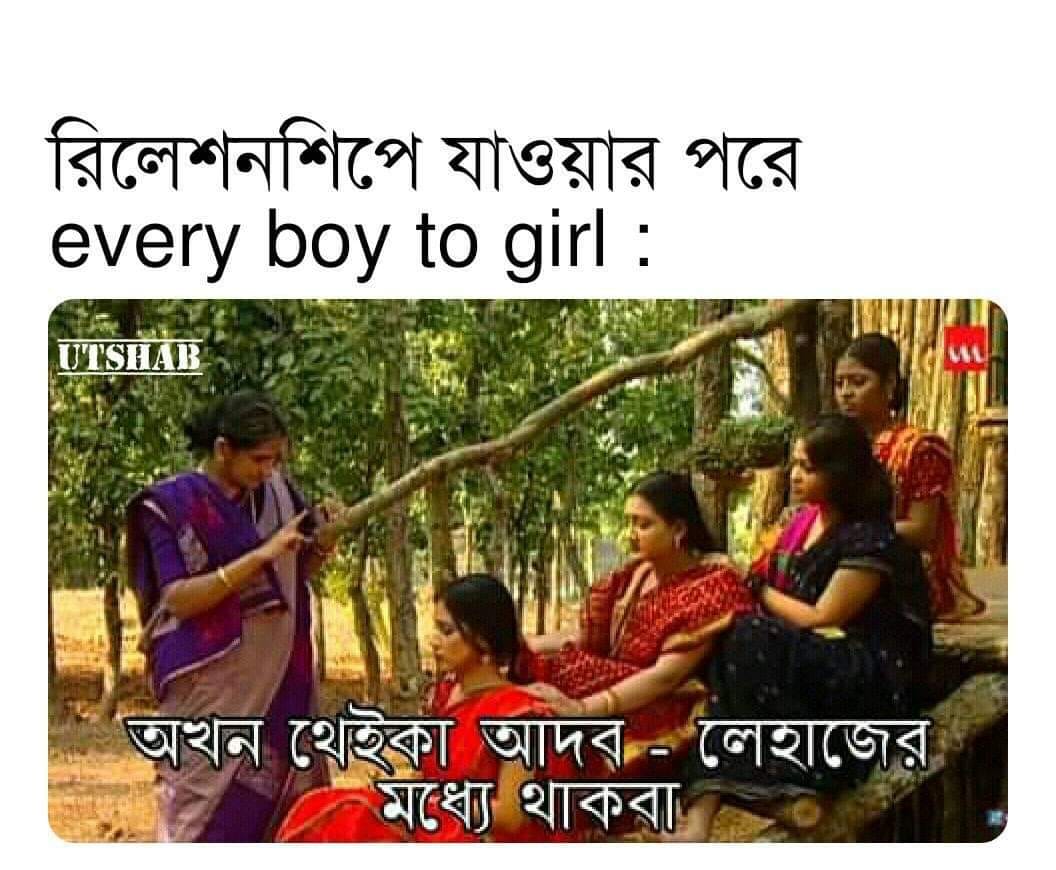 রিলেশনশিপে যাওয়ার পরে
every boy to girl :
UTSHAB
অখন থেইকা আদব - লেহাজের
মধ্যে থাকবা